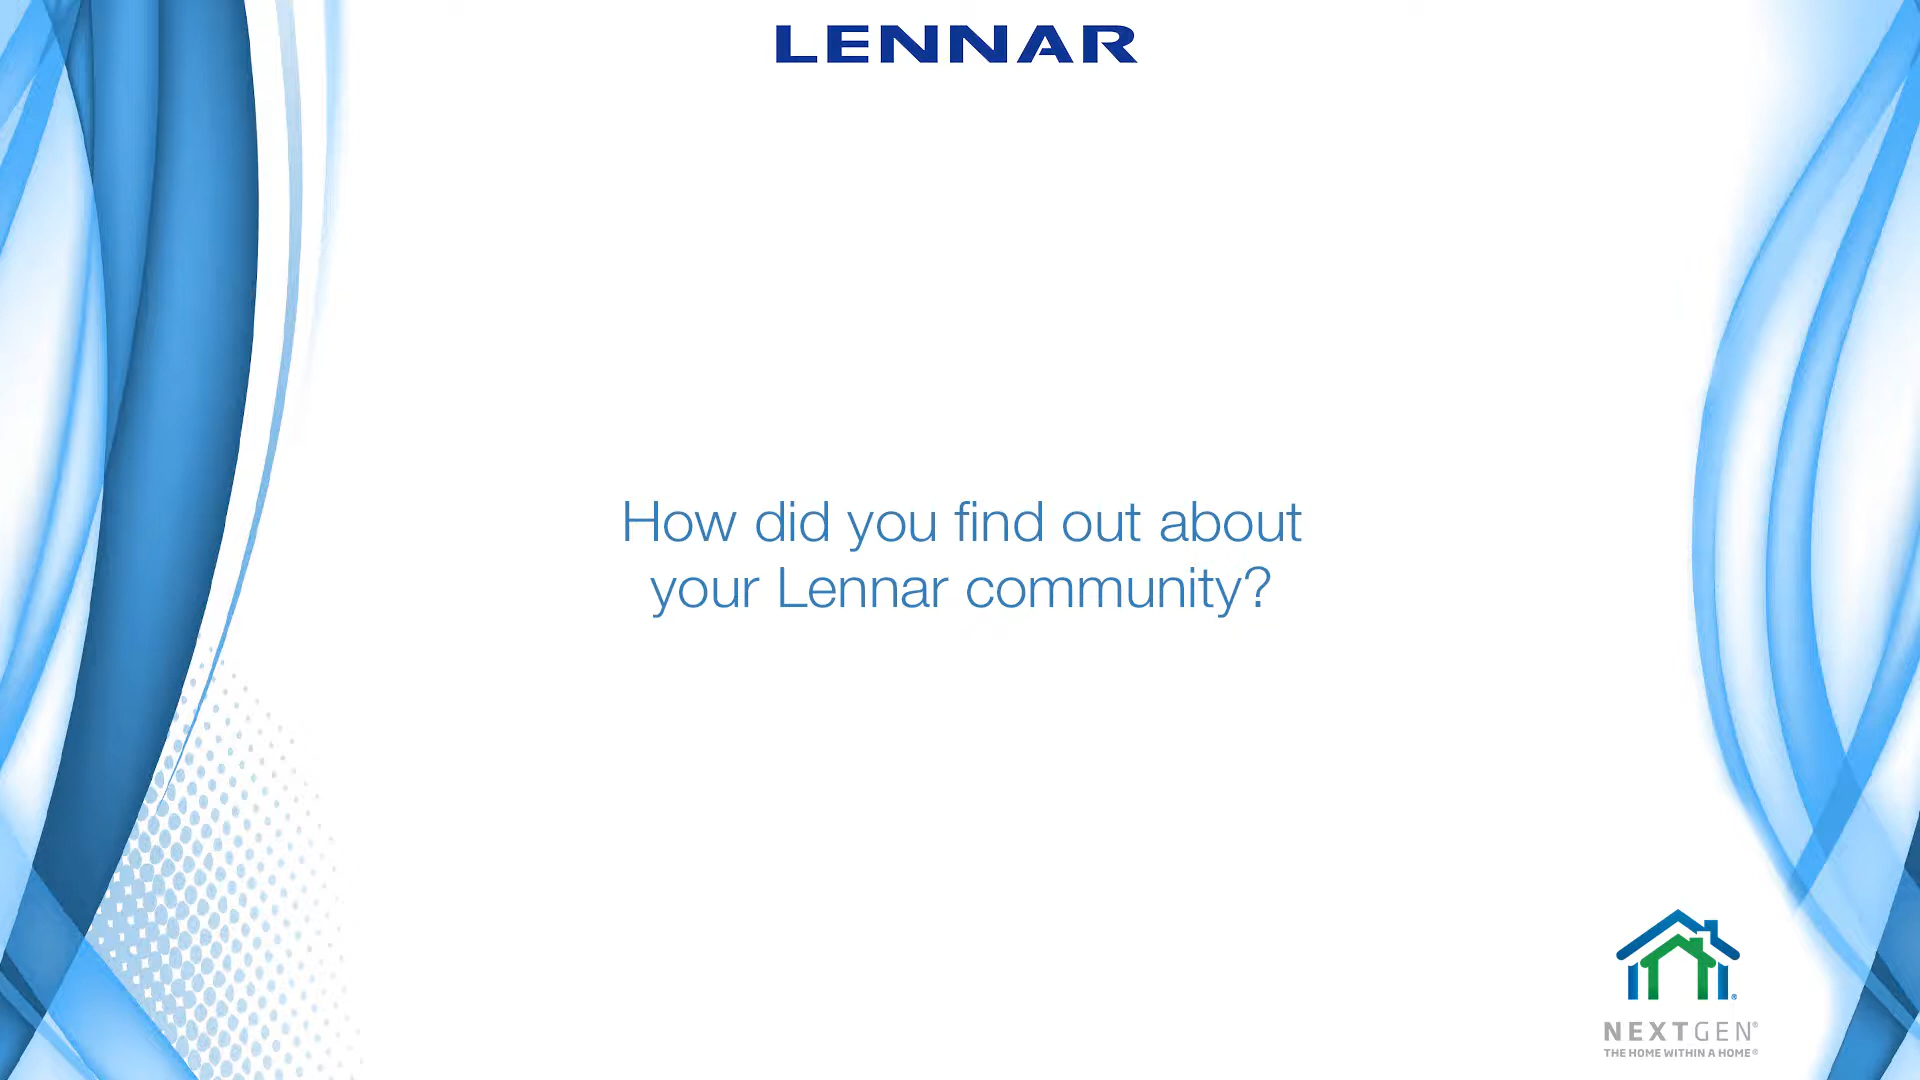 LENNAR
How did you find out about
your Lennar community?
NEXTGEN®
THE HOME WITHIN A HOME®